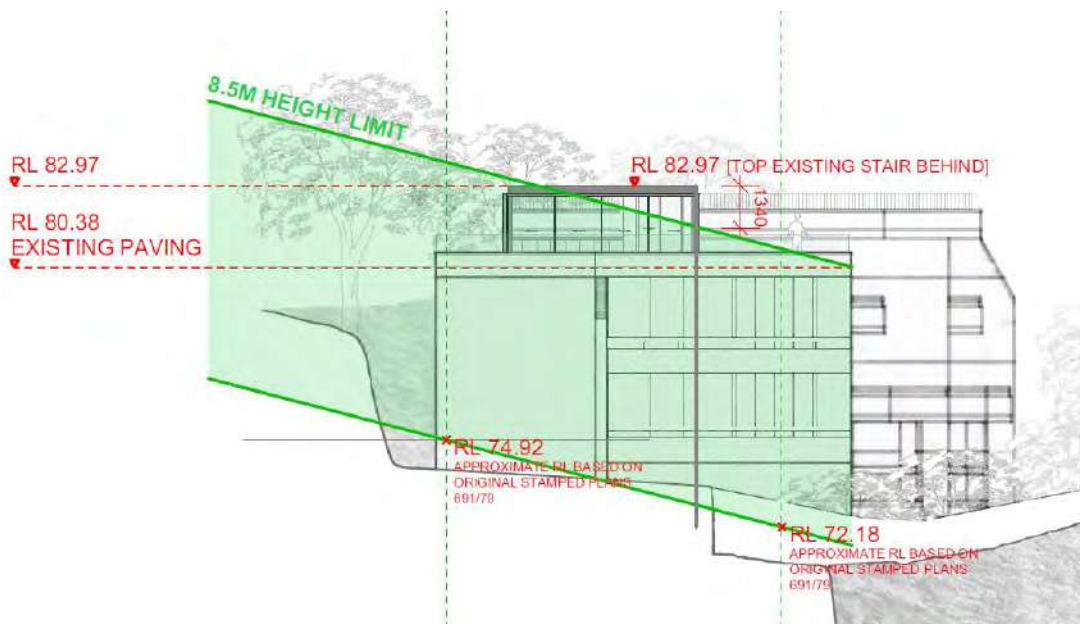 8.5M HEIGHT LIMIT
RL 82.97
RL 82.97 [TOP EXISTING STAIR BEHIND]
1340
RL 80.38
EXISTING PAVING
RL 74.92
APPROXIMATE RL BASED ON
ORIGINAL STAMPED PLANS
691/79
RL 72.18
APPROXIMATE RL BASED ON
ORIGINAL STAMPED PLANS
691/79